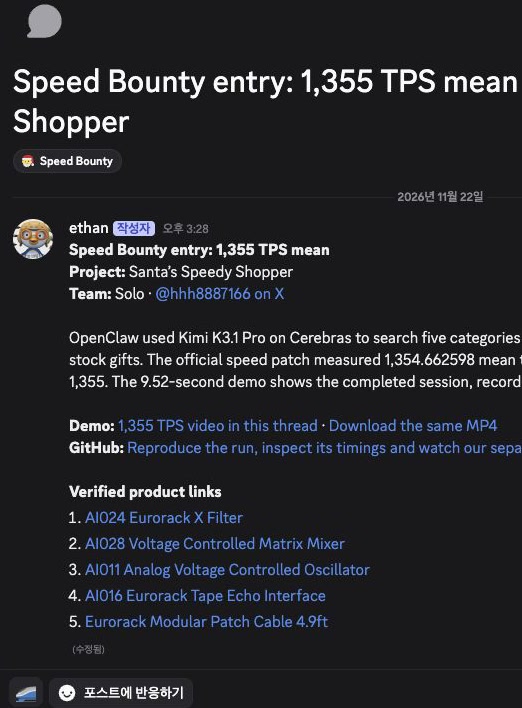 Speed Bounty entry: 1,355 TPS mean
Shopper
Speed Bounty
2026년 11월 22일
ethan 작성자 오후 3:28
Speed Bounty entry: 1,355 TPS mean
Project: Santa's Speedy Shopper
Team: Solo · @hhh8887166 on X
OpenClaw used Kimi K3.1 Pro on Cerebras to search five categories
stock gifts. The official speed patch measured 1,354.662598 mean
1,355. The 9.52-second demo shows the completed session, record
Demo: 1,355 TPS video in this thread · Download the same MP4
GitHub: Reproduce the run, inspect its timings and watch our sepa
Verified product links
1. AI024 Eurorack X Filter
2. AI028 Voltage Controlled Matrix Mixer
3. AI011 Analog Voltage Controlled Oscillator
4. AI016 Eurorack Tape Echo Interface
5. Eurorack Modular Patch Cable 4.9ft
(수정됨)
포스트에 반응하기